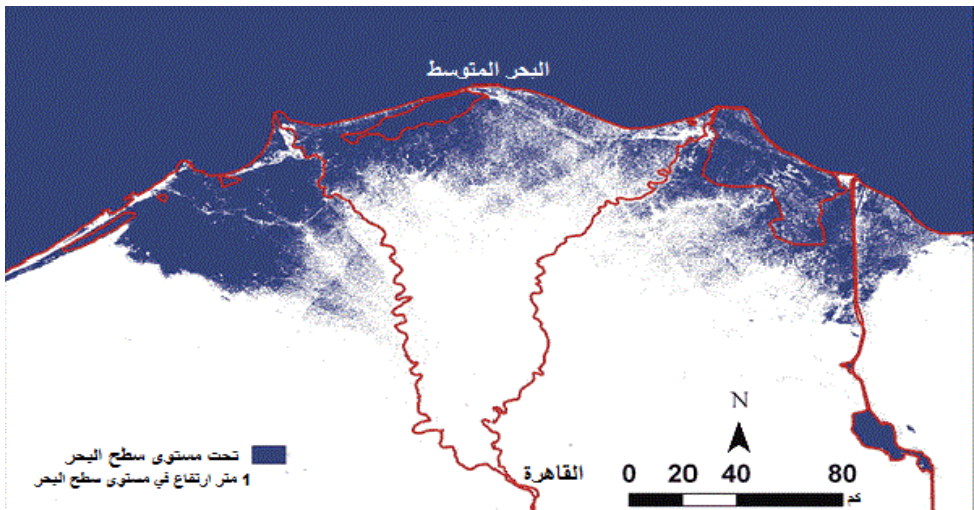 البحر المتوسط
N
القاهرة
تحت مستوى سطح البحر
1 متر ارتفاع في مستوى سطح البحر
0 20 40 80
كم